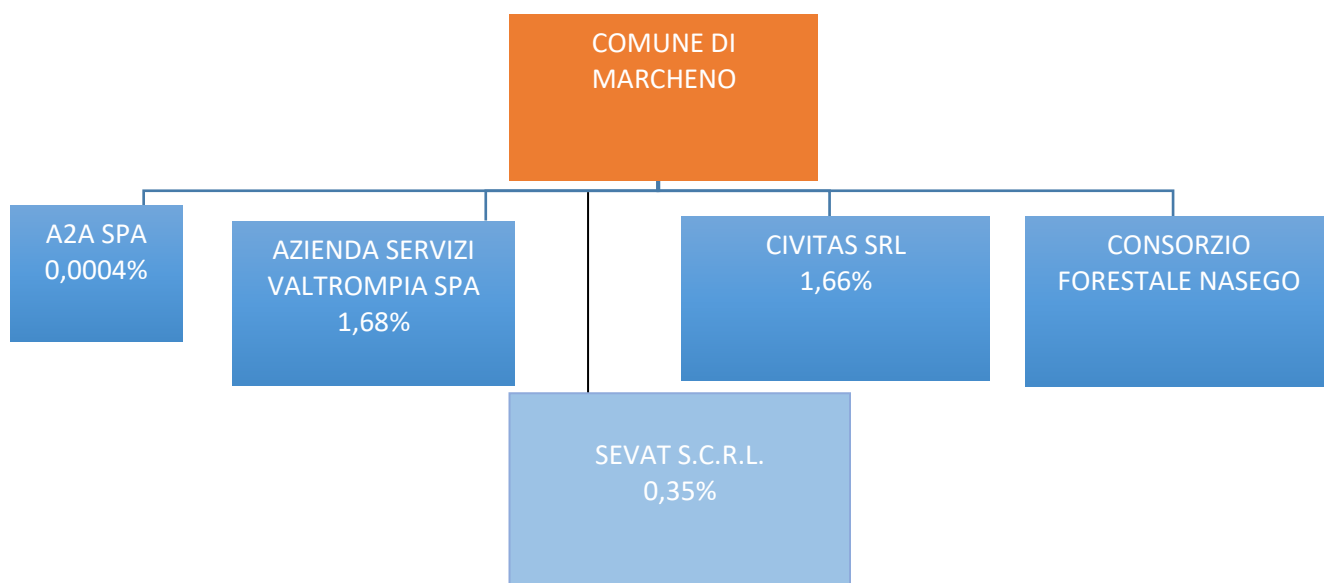 COMUNE DI
MARCHENO
A2A SPA
0,0004%
AZIENDA SERVIZI
VALTROMPIA SPA
1,68%
CIVITAS SRL
1,66%
CONSORZIO
FORESTALE NASEGO
SEVAT S.C.R.L.
0,35%